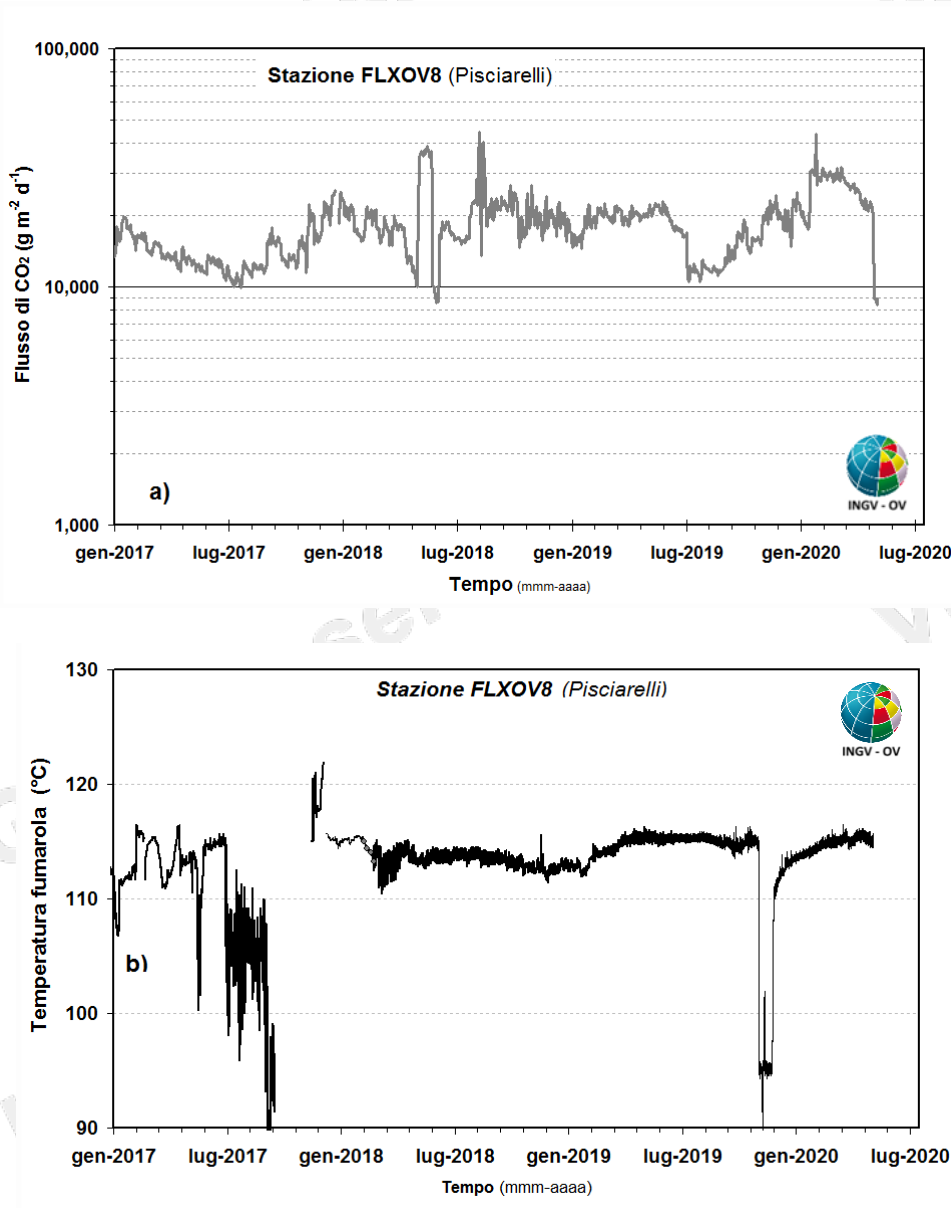 100,000
Stazione FLXOV8 (Pisciarelli)
Flusso di CO2 (g m-2 d-1)
10,000
a)
INGV - OV
1,000
gen-2017 lug-2017 gen-2018 lug-2018 gen-2019 lug-2019 gen-2020 lug-2020
Tempo (mmm-aaaa)
130
Stazione FLXOV8 (Pisciarelli)
INGV - OV
120
Temperatura fumarola (°C)
110
b)
100
90
gen-2017 lug-2017 gen-2018 lug-2018 gen-2019 lug-2019 gen-2020 lug-2020
Tempo (mmm-aaaa)